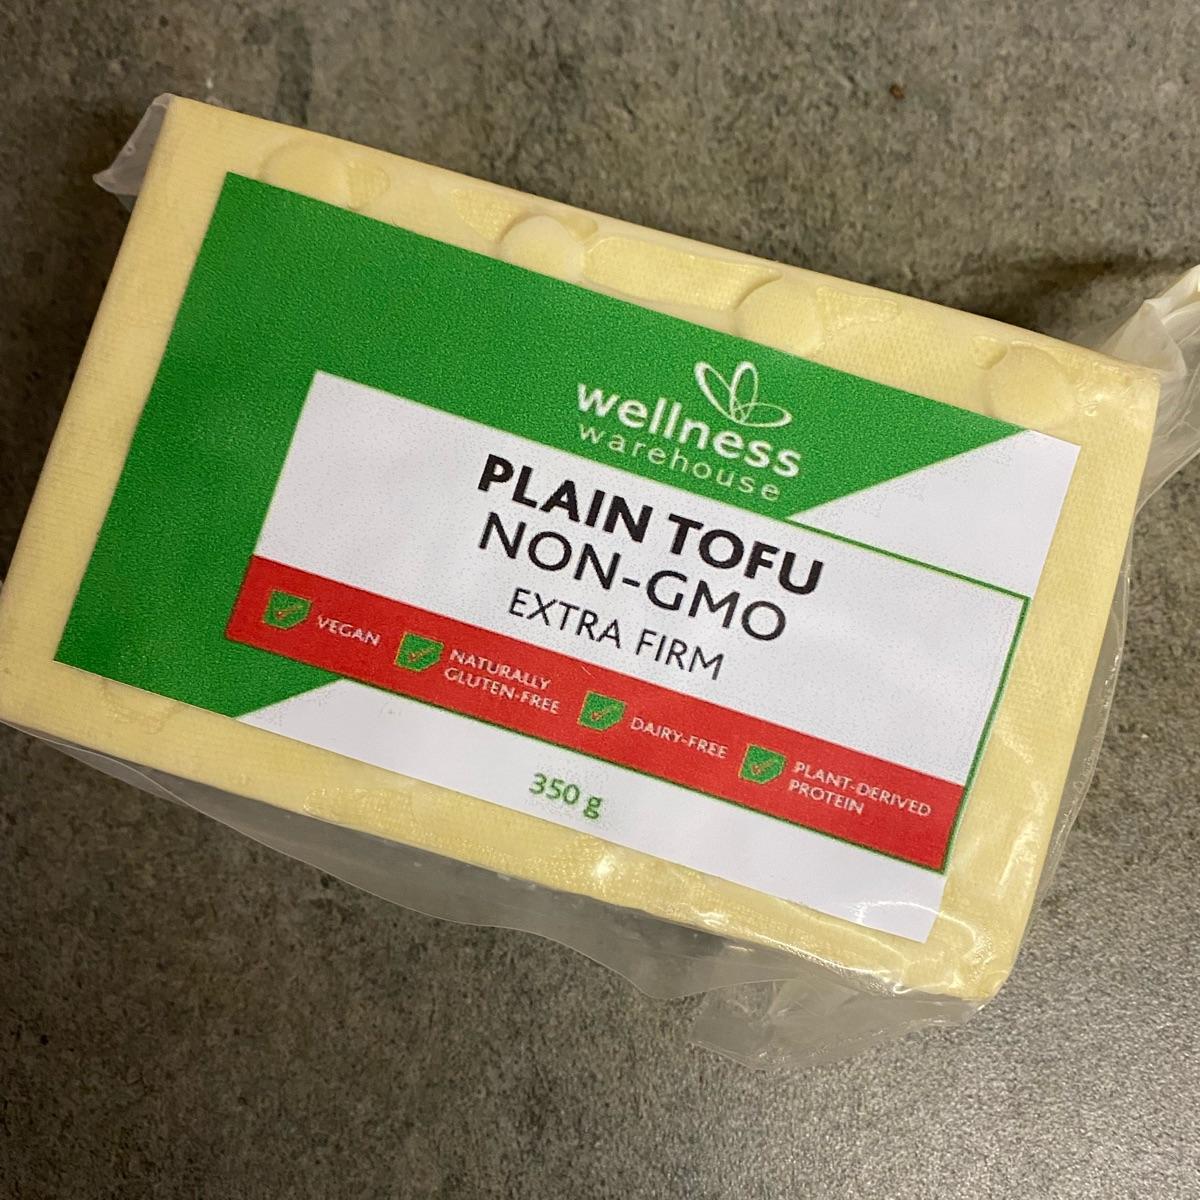 wellness
warehouse
PLAIN TOFU
NON-GMO
EXTRA FIRM
VEGAN
NATURALLY
GLUTEN-FREE
DAIRY-FREE
PLANT-DERIVED
PROTEIN
350 g